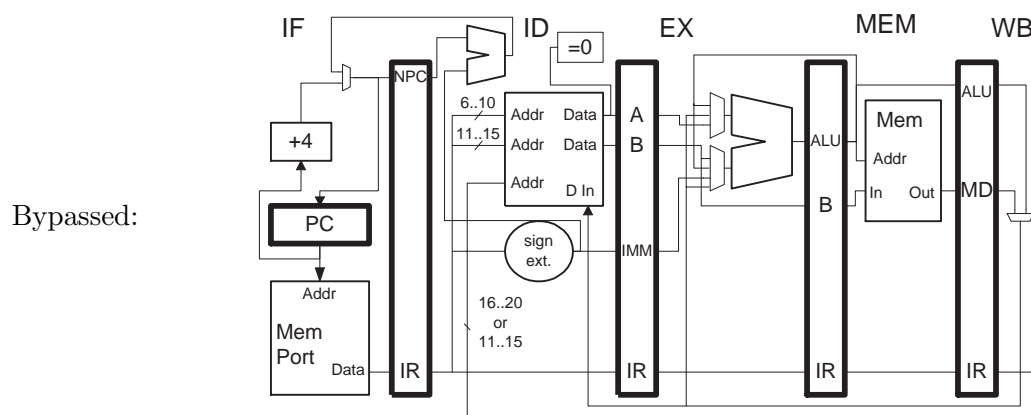 IF
ID
EX
MEM
WB
=0
NPC
6..10
11..15
Addr
Data
Addr
Data
Addr
D In
A
B
ALU
ALU
Mem
Addr
In
Out
MD
B
+4
Bypassed:
PC
sign
ext.
IMM
Addr
Mem
Port
Data
16..20
or
11..15
IR
IR
IR
IR